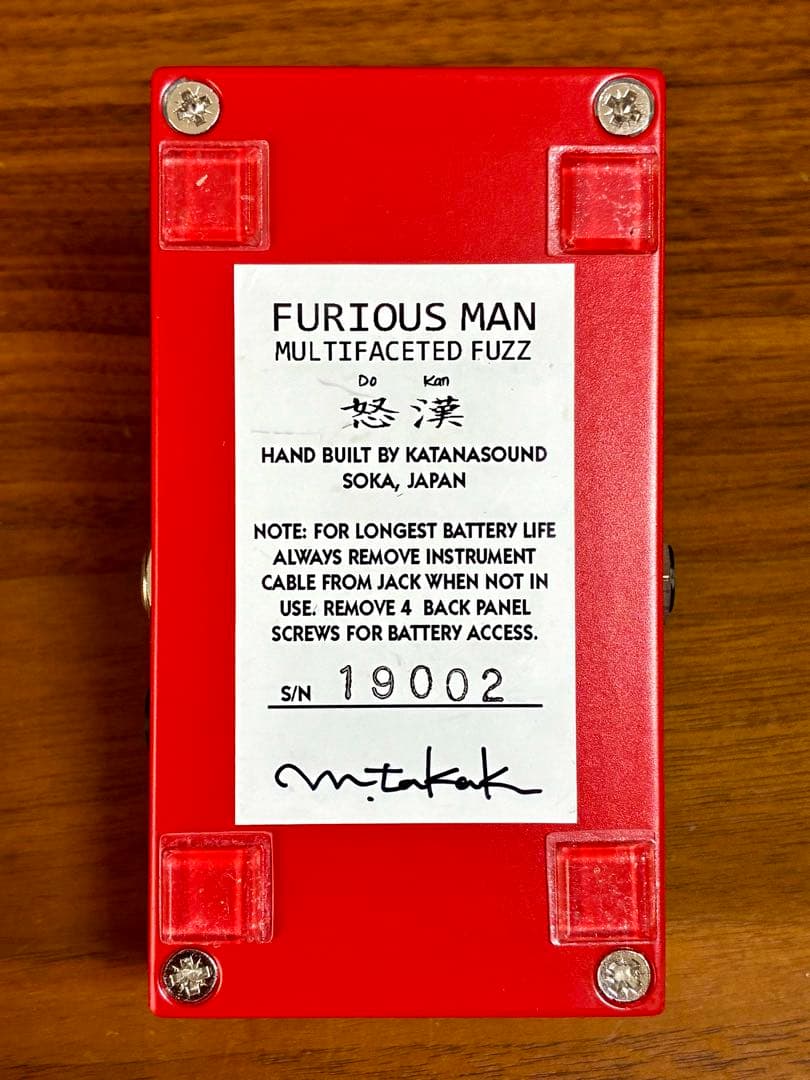 FURIOUS MAN
MULTIFACETED FUZZ
Do Kan
怒漢
HAND BUILT BY KATANASOUND
SOKA, JAPAN
NOTE: FOR LONGEST BATTERY LIFE
ALWAYS REMOVE INSTRUMENT
CABLE FROM JACK WHEN NOT IN
USE. REMOVE 4 BACK PANEL
SCREWS FOR BATTERY ACCESS.
S/N 19002
m.takak